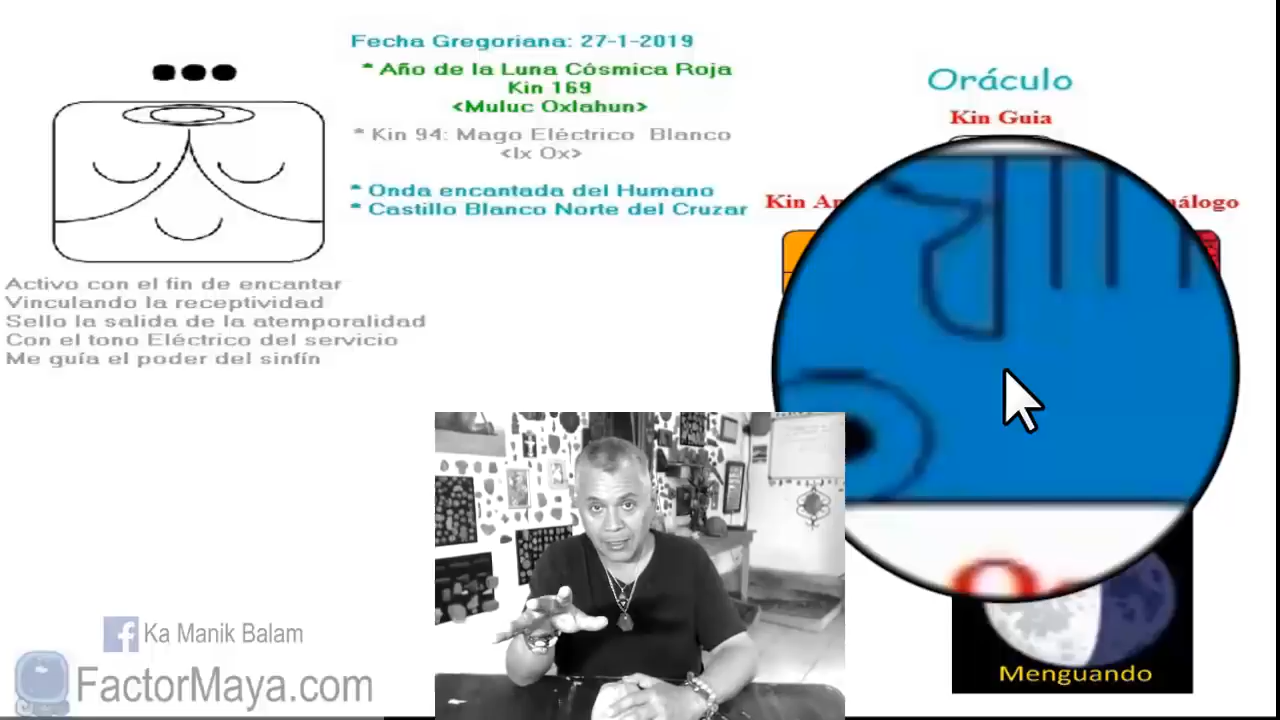 Fecha Gregoriana: 27-1-2019
* Año de la Luna Cósmica Roja
Kin 169
<Muluc Oxlahun>
* Kin 94: Mago Eléctrico Blanco
<Ix Ox>
* Onda encantada del Humano
* Castillo Blanco Norte del Cruzar
Activo con el fin de encantar
Vinculando la receptividad
Sello la salida de la atemporalidad
Con el tono Eléctrico del servicio
Me guía el poder del sinfín
Oráculo
Kin Guia
Kin
Menguando
Ka Manik Balam
FactorMaya.com